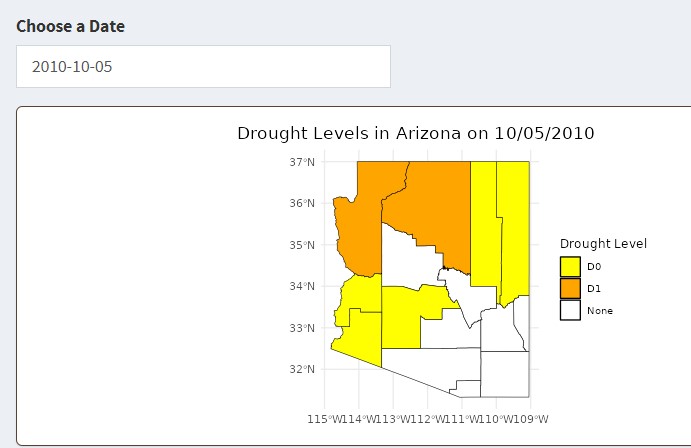 Choose a Date
2010-10-05
Drought Levels in Arizona on 10/05/2010
37°N
36°N
35°N
34°N
33°N
32°N
115°W114°W113°W112°W111°W110°W109°W
Drought Level
D0
D1
None